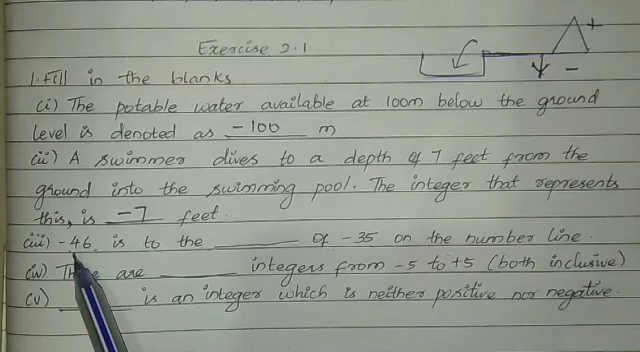 Exercise 2.1
1. Fill in the blanks
(i) The potable water available at 100m below the ground
level is denoted as -100 m
(ii) A swimmer dives to a depth of 7 feet from the
ground into the swimming pool. The integer that represents
this, is -7 feet.
(iii) -46 is to the ______ of -35 on the number line.
(iv) are ______ integers from -5 to +5 (both inclusive)
(v) ______ is an integer which is neither positive nor negative.
+
-